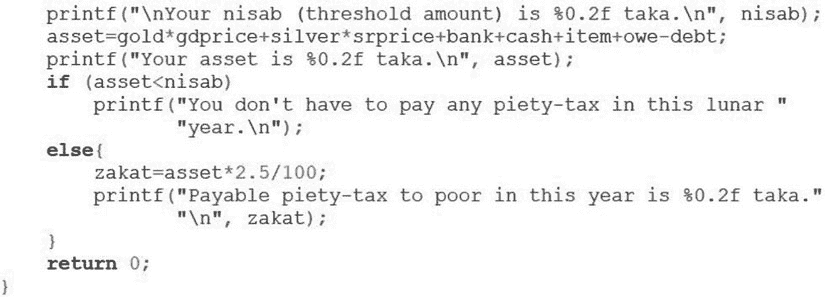 printf("\nYour nisab (threshold amount) is %0.2f taka.\n", nisab);
asset=gold*gdprice+silver*srprice+bank+cash+item+owe-debt;
printf("Your asset is %0.2f taka.\n", asset);
if (asset<nisab)
printf("You don't have to pay any piety-tax in this lunar "
"year.\n");
else{
zakat=asset*2.5/100;
printf("Payable piety-tax to poor in this year is %0.2f taka."
"\n", zakat);
}
return 0;
}